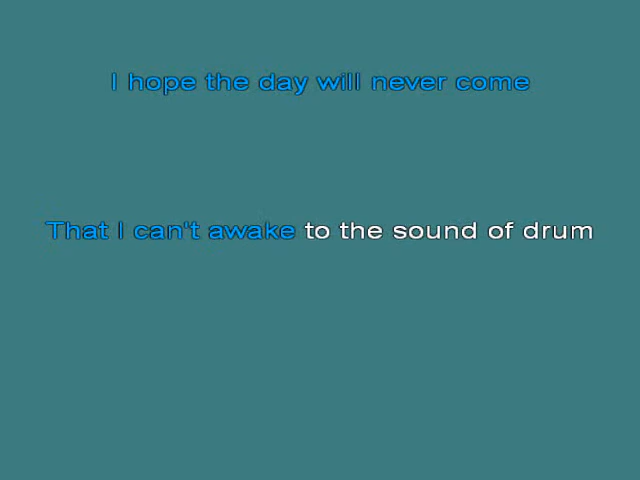 I hope the day will never come
That I can't awake to the sound of drum